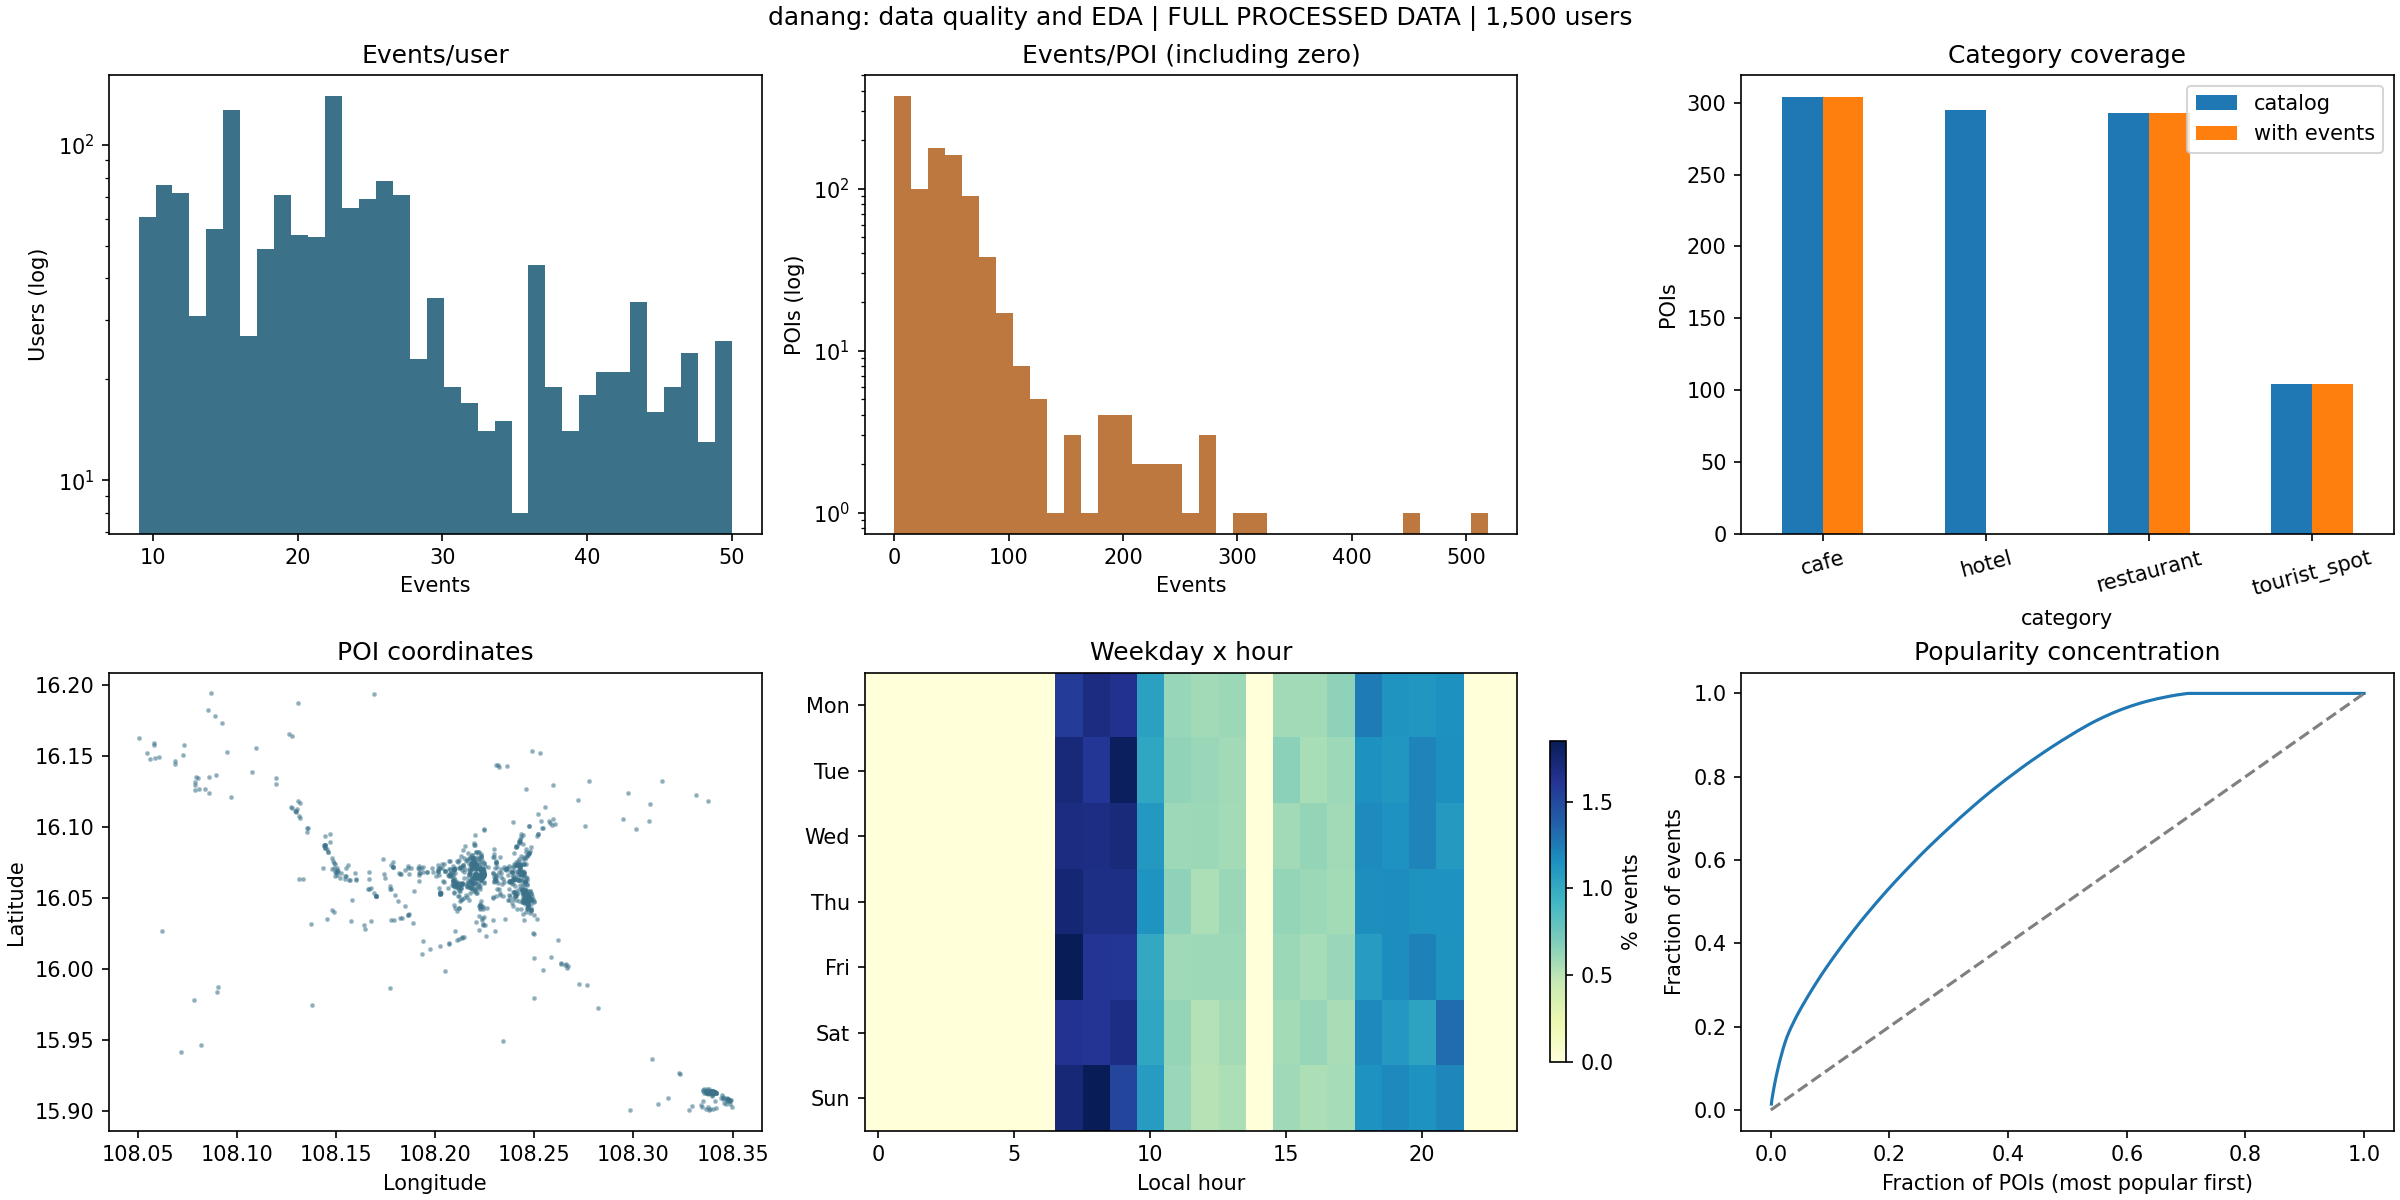 danang: data quality and EDA | FULL PROCESSED DATA | 1,500 users
Events/user
Users (log)
10²
10¹
10 20 30 40 50
Events
Events/POI (including zero)
POIs (log)
10²
10¹
10⁰
0 100 200 300 400 500
Events
Category coverage
catalog
with events
POIs
300
250
200
150
100
50
0
cafe hotel restaurant tourist_spot
category
POI coordinates
Latitude
16.20
16.15
16.10
16.05
16.00
15.95
15.90
108.05 108.10 108.15 108.20 108.25 108.30 108.35
Longitude
Weekday x hour
Mon
Tue
Wed
Thu
Fri
Sat
Sun
0 5 10 15 20
Local hour
1.5
1.0
0.5
0.0
% events
Popularity concentration
Fraction of events
1.0
0.8
0.6
0.4
0.2
0.0
0.0 0.2 0.4 0.6 0.8 1.0
Fraction of POIs (most popular first)